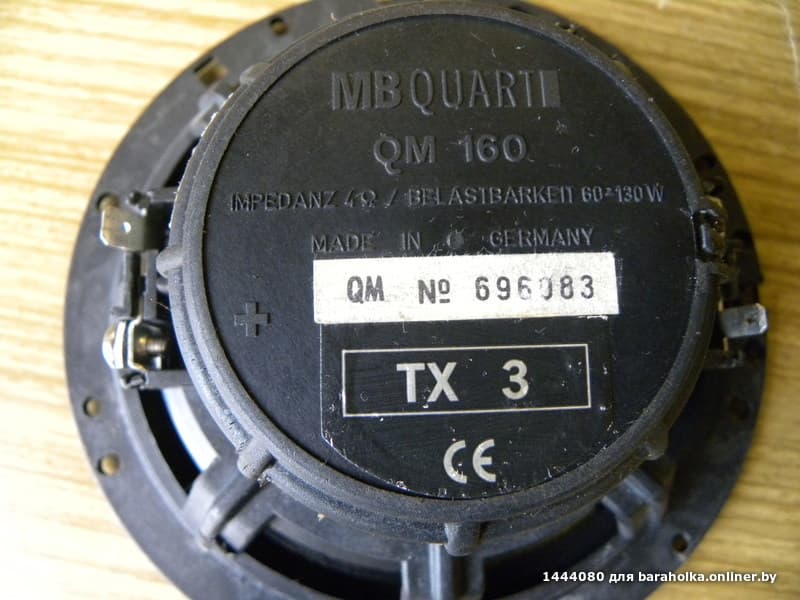 MB QUART
QM 160
IMPEDANZ 4Ω / BELASTBARKEIT 60-130W
MADE IN GERMANY
QM № 696083
+
TX 3
CE
1444080 для baraholka.onliner.by